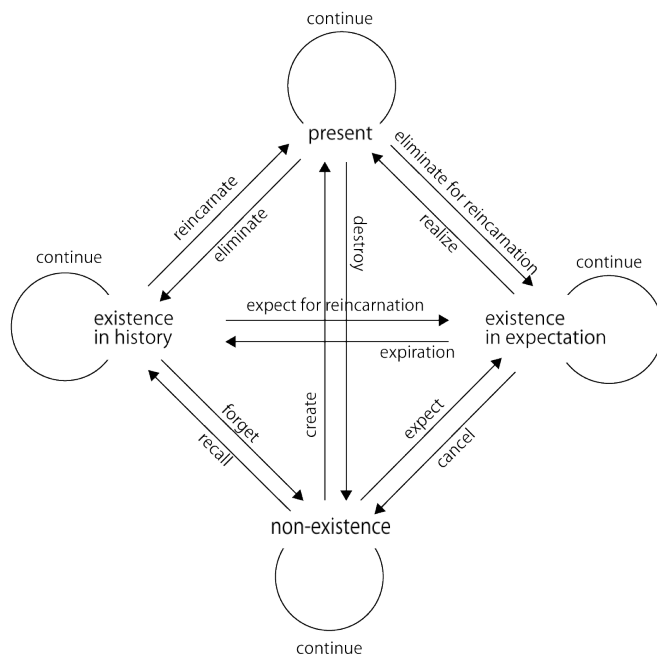 continue
present
reincarnate
eliminate
eliminate for reincarnation
realize
destroy
continue
continue
existence
in history
expect for reincarnation
expiration
existence
in expectation
create
forget
recall
expect
cancel
non-existence
continue